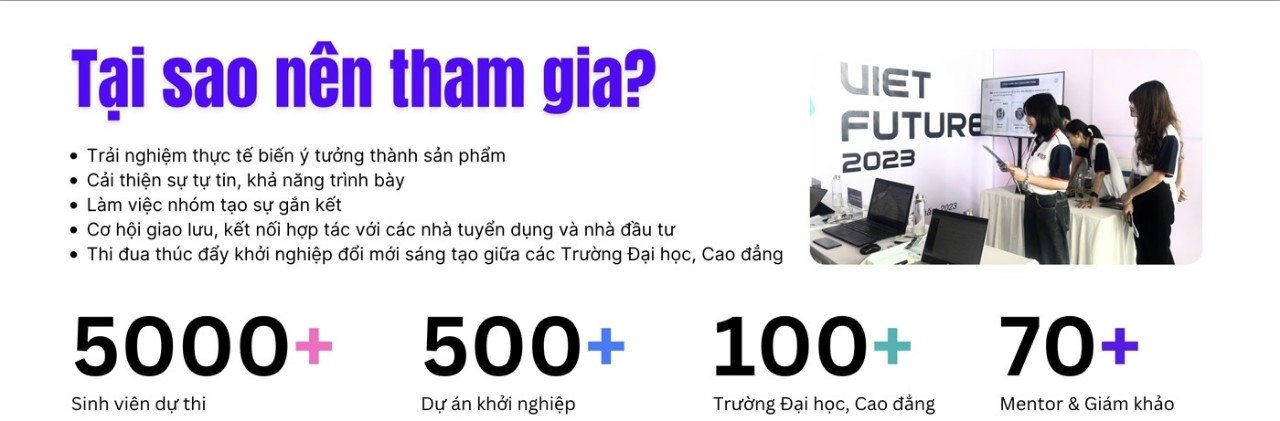 Tại sao nên tham gia?
Trải nghiệm thực tế biến ý tưởng thành sản phẩm
Cải thiện sự tự tin, khả năng trình bày
Làm việc nhóm tạo sự gắn kết
Cơ hội giao lưu, kết nối hợp tác với các nhà tuyển dụng và nhà đầu tư
Thi đua thúc đẩy khởi nghiệp đổi mới sáng tạo giữa các Trường Đại học, Cao đẳng
VIET
FUTURE
2023
năm 2023
5000+
Sinh viên dự thi
500+
Dự án khởi nghiệp
100+
Trường Đại học, Cao đẳng
70+
Mentor & Giám khảo